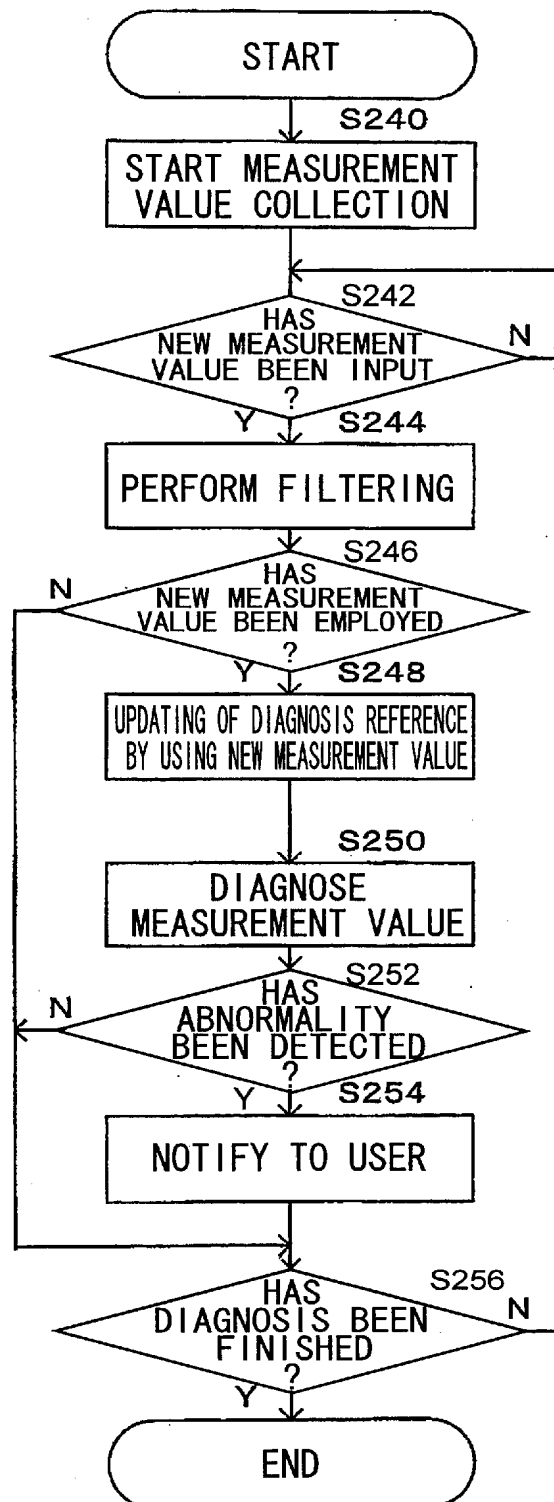 START
S240
START MEASUREMENT
VALUE COLLECTION
S242
HAS
NEW MEASUREMENT
VALUE BEEN INPUT
?
N
Y
S244
PERFORM FILTERING
S246
HAS
NEW MEASUREMENT
VALUE BEEN EMPLOYED
?
N
Y
S248
UPDATING OF DIAGNOSIS REFERENCE
BY USING NEW MEASUREMENT VALUE
S250
DIAGNOSE
MEASUREMENT VALUE
S252
HAS
ABNORMALITY
BEEN DETECTED
?
N
Y
S254
NOTIFY TO USER
S256
HAS
DIAGNOSIS BEEN
FINISHED
?
N
Y
END